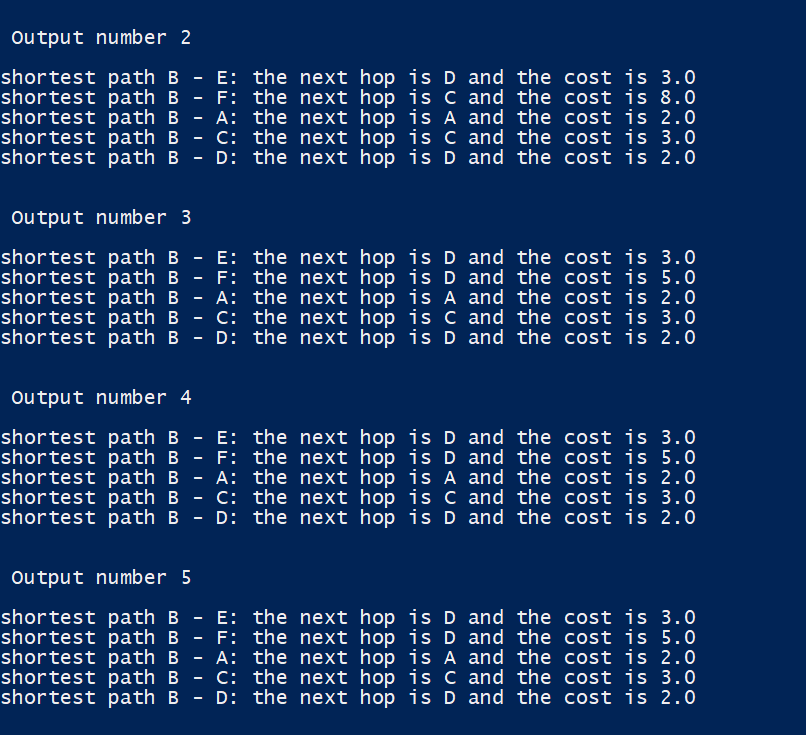 Output number 2
shortest path B - E: the next hop is D and the cost is 3.0
shortest path B - F: the next hop is C and the cost is 8.0
shortest path B - A: the next hop is A and the cost is 2.0
shortest path B - C: the next hop is C and the cost is 3.0
shortest path B - D: the next hop is D and the cost is 2.0
Output number 3
shortest path B - E: the next hop is D and the cost is 3.0
shortest path B - F: the next hop is D and the cost is 5.0
shortest path B - A: the next hop is A and the cost is 2.0
shortest path B - C: the next hop is C and the cost is 3.0
shortest path B - D: the next hop is D and the cost is 2.0
Output number 4
shortest path B - E: the next hop is D and the cost is 3.0
shortest path B - F: the next hop is D and the cost is 5.0
shortest path B - A: the next hop is A and the cost is 2.0
shortest path B - C: the next hop is C and the cost is 3.0
shortest path B - D: the next hop is D and the cost is 2.0
Output number 5
shortest path B - E: the next hop is D and the cost is 3.0
shortest path B - F: the next hop is D and the cost is 5.0
shortest path B - A: the next hop is A and the cost is 2.0
shortest path B - C: the next hop is C and the cost is 3.0
shortest path B - D: the next hop is D and the cost is 2.0